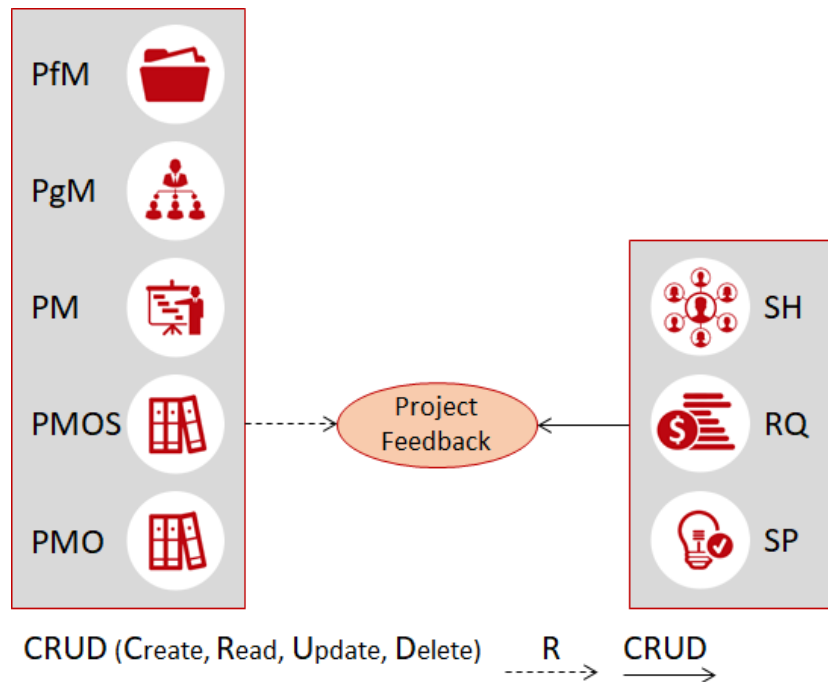 PfM
PgM
PM
PMOS
PMO
Project
Feedback
SH
$
RQ
SP
CRUD (Create, Read, Update, Delete)
R
CRUD